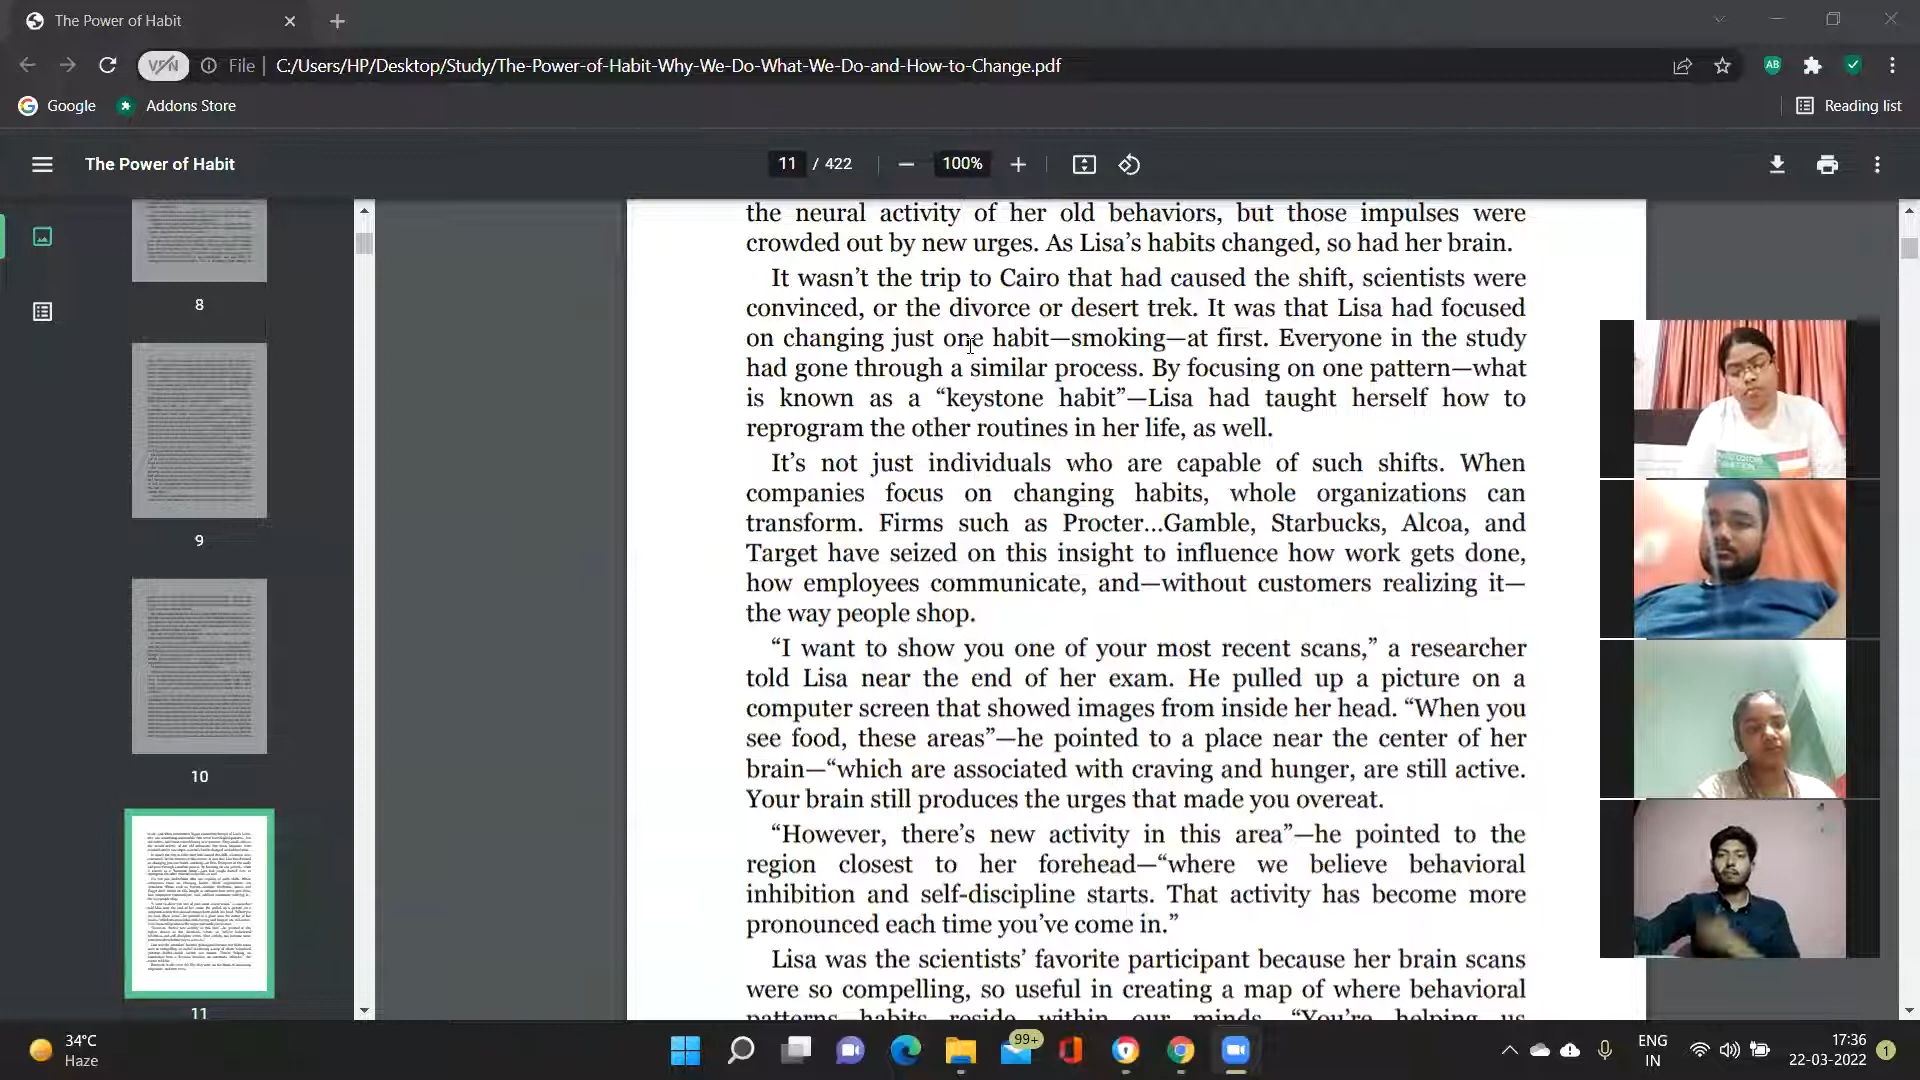 The Power of Habit
VPN
File
C:/Users/HP/Desktop/Study/The-Power-of-Habit-Why-We-Do-What-We-Do-and-How-to-Change.pdf
AB
Google
Addons Store
Reading list
The Power of Habit
11 / 422
100%
the neural activity of her old behaviors, but those impulses were
crowded out by new urges. As Lisa’s habits changed, so had her brain.
It wasn’t the trip to Cairo that had caused the shift, scientists were
convinced, or the divorce or desert trek. It was that Lisa had focused
on changing just one habit—smoking—at first. Everyone in the study
had gone through a similar process. By focusing on one pattern—what
is known as a “keystone habit”—Lisa had taught herself how to
reprogram the other routines in her life, as well.
It’s not just individuals who are capable of such shifts. When
companies focus on changing habits, whole organizations can
transform. Firms such as Procter...Gamble, Starbucks, Alcoa, and
Target have seized on this insight to influence how work gets done,
how employees communicate, and—without customers realizing it—
the way people shop.
“I want to show you one of your most recent scans,” a researcher
told Lisa near the end of her exam. He pulled up a picture on a
computer screen that showed images from inside her head. “When you
see food, these areas”—he pointed to a place near the center of her
brain—“which are associated with craving and hunger, are still active.
Your brain still produces the urges that made you overeat.
“However, there’s new activity in this area”—he pointed to the
region closest to her forehead—“where we believe behavioral
inhibition and self-discipline starts. That activity has become more
pronounced each time you’ve come in.”
Lisa was the scientists’ favorite participant because her brain scans
were so compelling, so useful in creating a map of where behavioral
patterns—habits—reside within our minds. “You’re helping us
8
9
10
11
34°C
Haze
99+
ENG
IN
17:36
22-03-2022
1